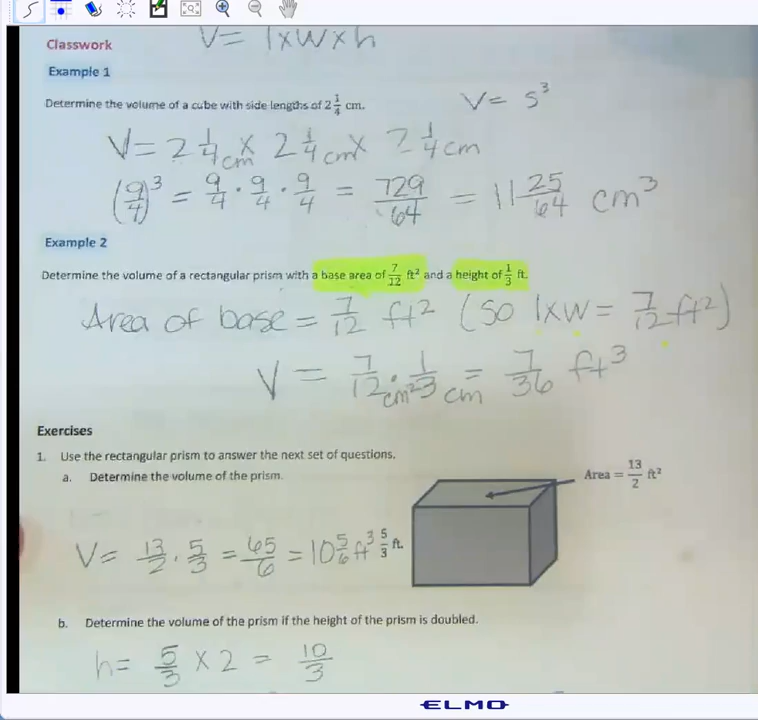 V = l x w x h
Classwork
Example 1
Determine the volume of a cube with side lengths of 2 1/4 cm.
V = s³
V = 2 1/4 cm x 2 1/4 cm x 2 1/4 cm
(9/4)³ = 9/4 · 9/4 · 9/4 = 729/64 = 11 25/64 cm³
Example 2
Determine the volume of a rectangular prism with a base area of 7/12 ft² and a height of 1/3 ft.
Area of base = 7/12 ft² (so l x w = 7/12 ft²)
V = 7/12 cm² · 1/3 cm = 7/36 ft³
Exercises
1. Use the rectangular prism to answer the next set of questions.
a. Determine the volume of the prism.
Area = 13/2 ft²
V = 13/2 · 5/3 = 65/6 = 10 5/6 ft³
5/3 ft.
b. Determine the volume of the prism if the height of the prism is doubled.
h = 5/3 x 2 = 10/3
ELMO